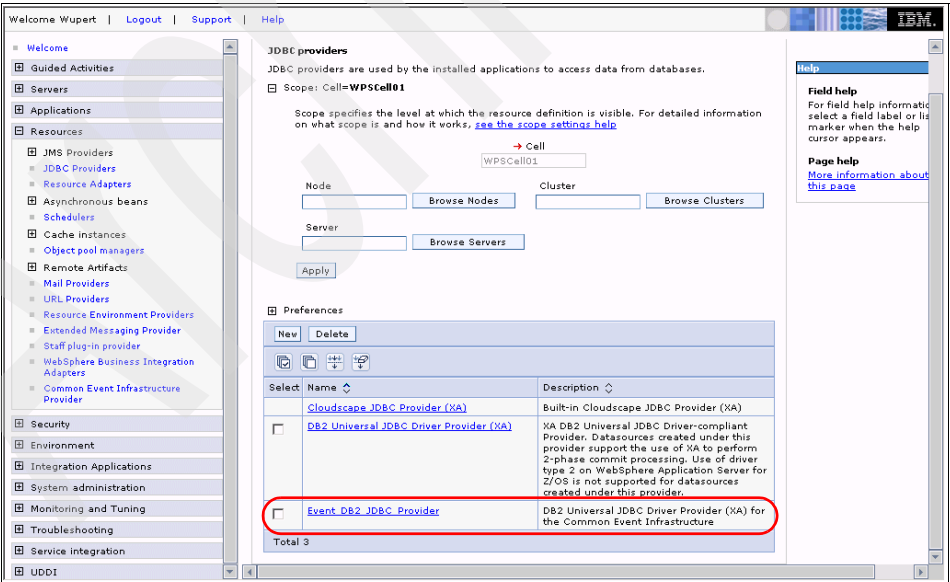 Welcome Wupert | Logout | Support | Help
IBM.
Welcome
Guided Activities
Servers
Applications
Resources
JMS Providers
JDBC Providers
Resource Adapters
Asynchronous beans
Schedulers
Cache instances
Object pool managers
Remote Artifacts
Mail Providers
URL Providers
Resource Environment Providers
Extended Messaging Provider
Staff plug-in provider
WebSphere Business Integration
Adapters
Common Event Infrastructure
Provider
Security
Environment
Integration Applications
System administration
Monitoring and Tuning
Troubleshooting
Service integration
UDDI
JDBC providers
JDBC providers are used by the installed applications to access data from databases.
Scope: Cell=WPSCell01
Scope specifies the level at which the resource definition is visible. For detailed information
on what scope is and how it works, see the scope settings help
Cell
WPSCell01
Node Cluster
Browse Nodes Browse Clusters
Server
Browse Servers
Apply
Preferences
New Delete
Select Name Description
Cloudscape JDBC Provider (XA) Built-in Cloudscape JDBC Provider (XA)
DB2 Universal JDBC Driver Provider (XA) XA DB2 Universal JDBC Driver-compliant
Provider. Datasources created under this
provider support the use of XA to perform
2-phase commit processing. Use of driver
type 2 on WebSphere Application Server for
Z/OS is not supported for datasources
created under this provider.
Event_DB2_JDBC_Provider DB2 Universal JDBC Driver Provider (XA) for
the Common Event Infrastructure
Total 3
Help
Field help
For field help informatic
select a field label or lis
marker when the help
cursor appears.
Page help
More information about
this page